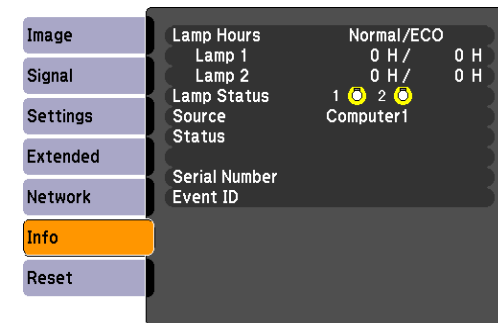 Image
Signal
Settings
Extended
Network
Info
Reset
Lamp Hours Normal/ECO
Lamp 1 0 H/ 0 H
Lamp 2 0 H/ 0 H
Lamp Status 1 2
Source Computer1
Status
Serial Number
Event ID